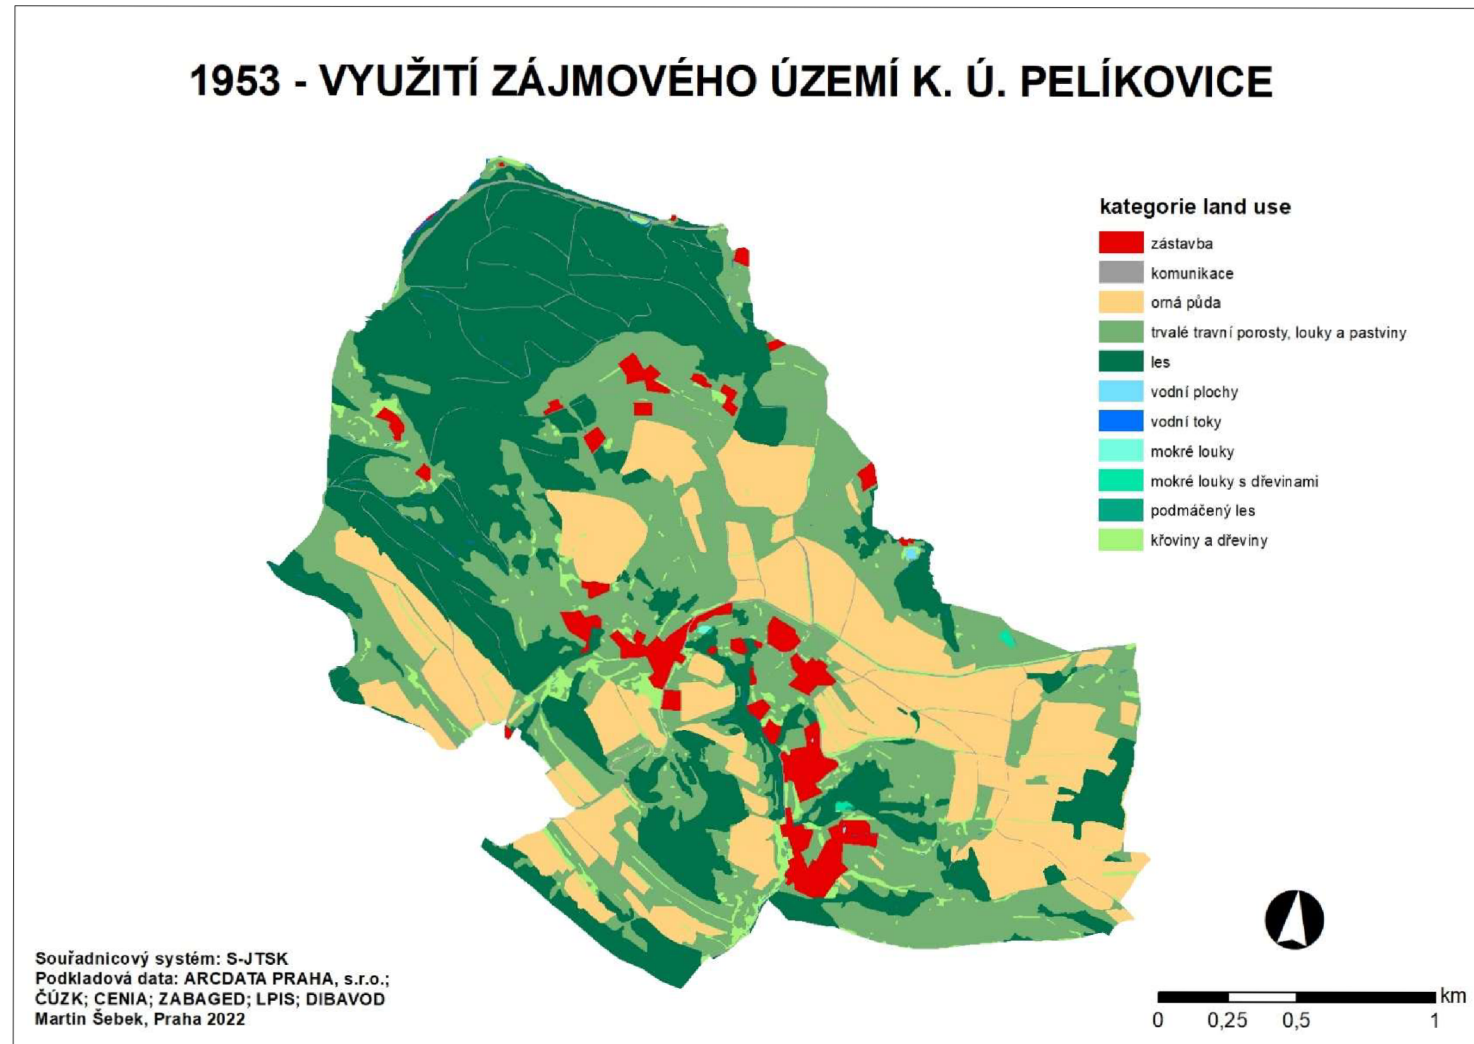 1953 - VYUŽITÍ ZÁJMOVÉHO ÚZEMÍ K. Ú. PELÍKOVICE
kategorie land use
zástavba
komunikace
orná půda
trvalé travní porosty, louky a pastviny
les
vodní plochy
vodní toky
mokré louky
mokré louky s dřevinami
podmáčený les
křoviny a dřeviny
Souřadnicový systém: S-JTSK
Podkladová data: ARCDATA PRAHA, s.r.o.;
ČÚZK; CENIA; ZABAGED; LPIS; DIBAVOD
Martin Šebek, Praha 2022
km
0 0,25 0,5 1